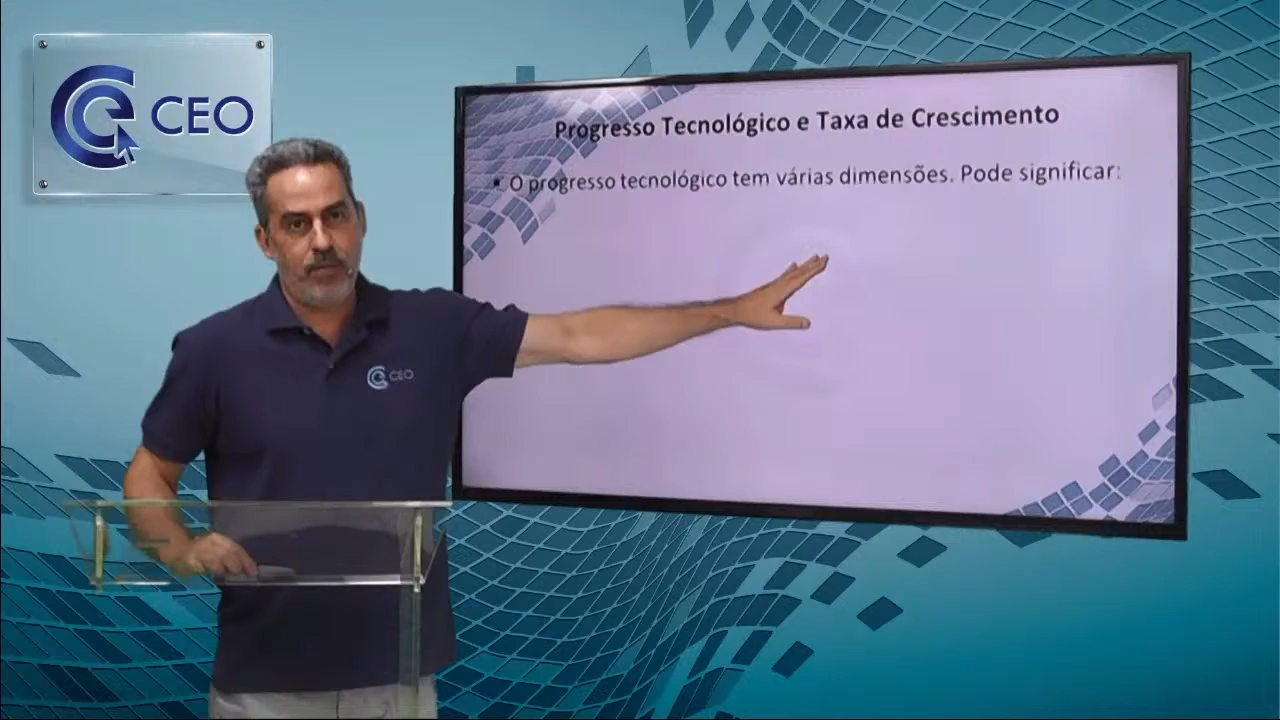 CEO
Progresso Tecnológico e Taxa de Crescimento
▪ O progresso tecnológico tem várias dimensões. Pode significar:
CEO